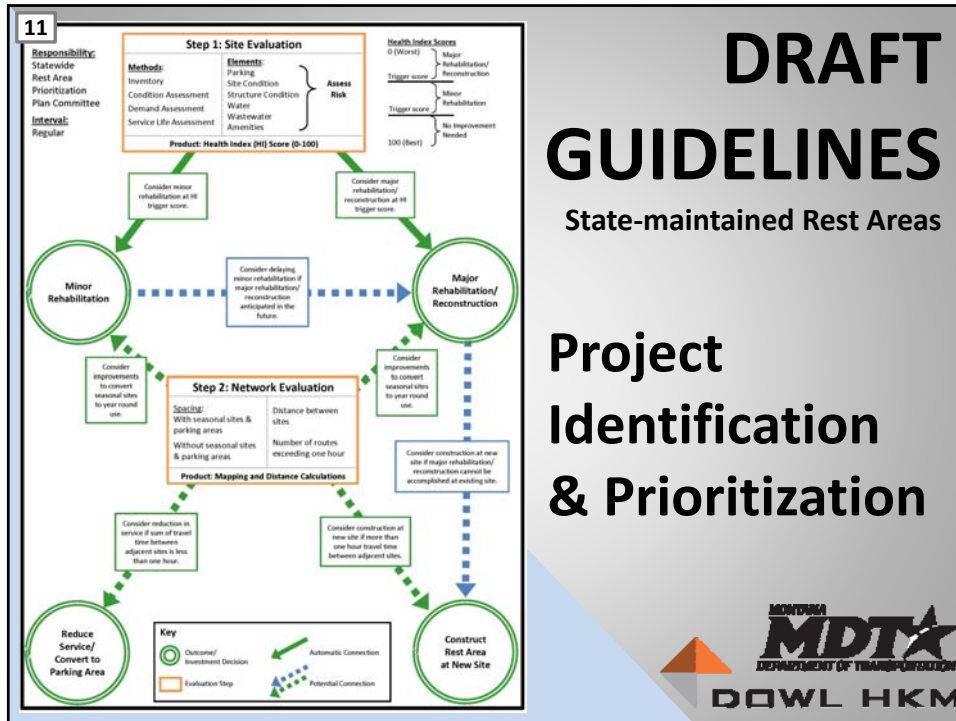 11
Responsibility:
Statewide
Rest Area
Prioritization
Plan Committee
Interval:
Regular
Step 1: Site Evaluation
Methods:
Inventory
Condition Assessment
Demand Assessment
Service Life Assessment
Elements:
Parking
Site Condition
Structure Condition
Water
Wastewater
Amenities
Assess
Risk
Product: Health Index (HI) Score (0-100)
Health Index Scores
0 (Worst)
Major
Rehabilitation/
Reconstruction
Trigger score
Minor
Rehabilitation
Trigger score
No Improvement
Needed
100 (Best)
Consider minor
rehabilitation at HI
trigger score.
Consider major
rehabilitation/
reconstruction at HI
trigger score.
Minor
Rehabilitation
Consider delaying
minor rehabilitation if
major rehabilitation/
reconstruction
anticipated in the
future.
Major
Rehabilitation/
Reconstruction
Consider
improvements
to convert
seasonal sites
to year round
use.
Consider
improvements
to convert
seasonal sites
to year round
use.
Step 2: Network Evaluation
Spacing:
With seasonal sites &
parking areas
Without seasonal sites
& parking areas
Distance between
sites
Number of routes
exceeding one hour
Product: Mapping and Distance Calculations
Consider construction at new
site if major rehabilitation/
reconstruction cannot be
accomplished at existing site.
Consider reduction in
service if sum of travel
time between
adjacent sites is less
than one hour.
Consider construction at
new site if more than
one hour travel time
between adjacent sites.
Reduce
Service/
Convert to
Parking Area
Key
Outcome/
Investment Decision
Evaluation Step
Automatic Connection
Potential Connection
Construct
Rest Area
at New Site
DRAFT
GUIDELINES
State-maintained Rest Areas
Project
Identification
& Prioritization
MONTANA
MDT
DEPARTMENT OF TRANSPORTATION
DOWL HKM